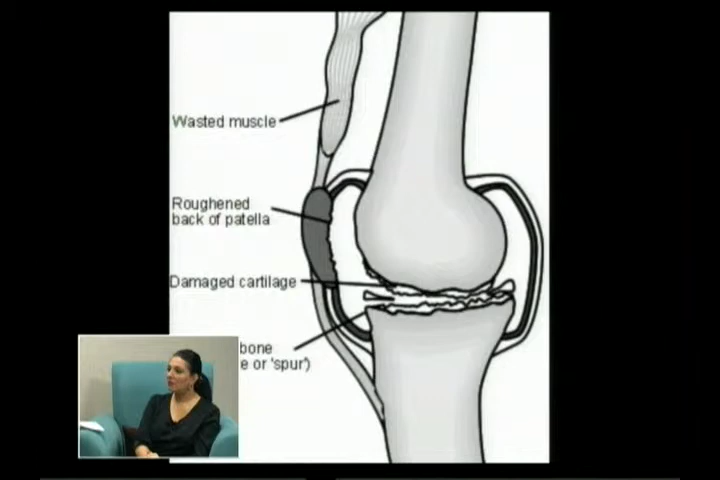 Wasted muscle
Roughened
back of patella
Damaged cartilage
bone
e or 'spur')